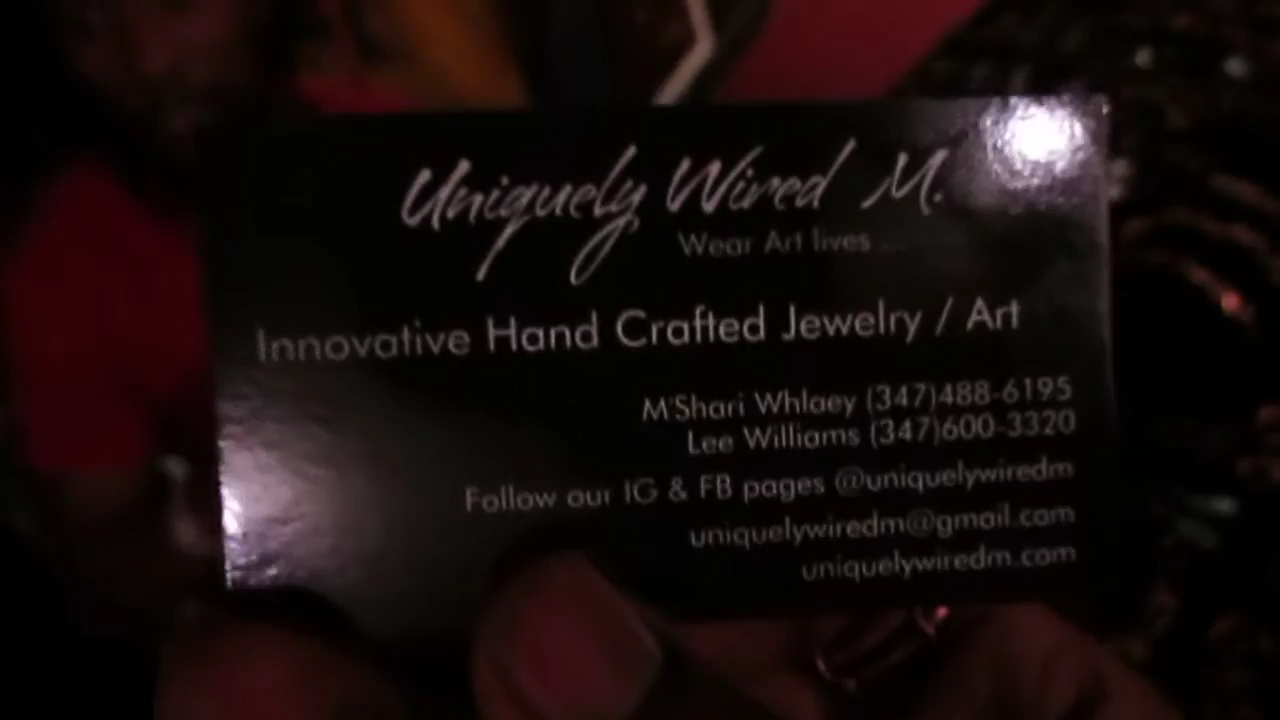 Uniquely Wired M.
Wear Art lives ...
Innovative Hand Crafted Jewelry / Art
M'Shari Whlaey (347)488-6195
Lee Williams (347)600-3320
Follow our IG & FB pages @uniquelywiredm
uniquelywiredm@gmail.com
uniquelywiredm.com